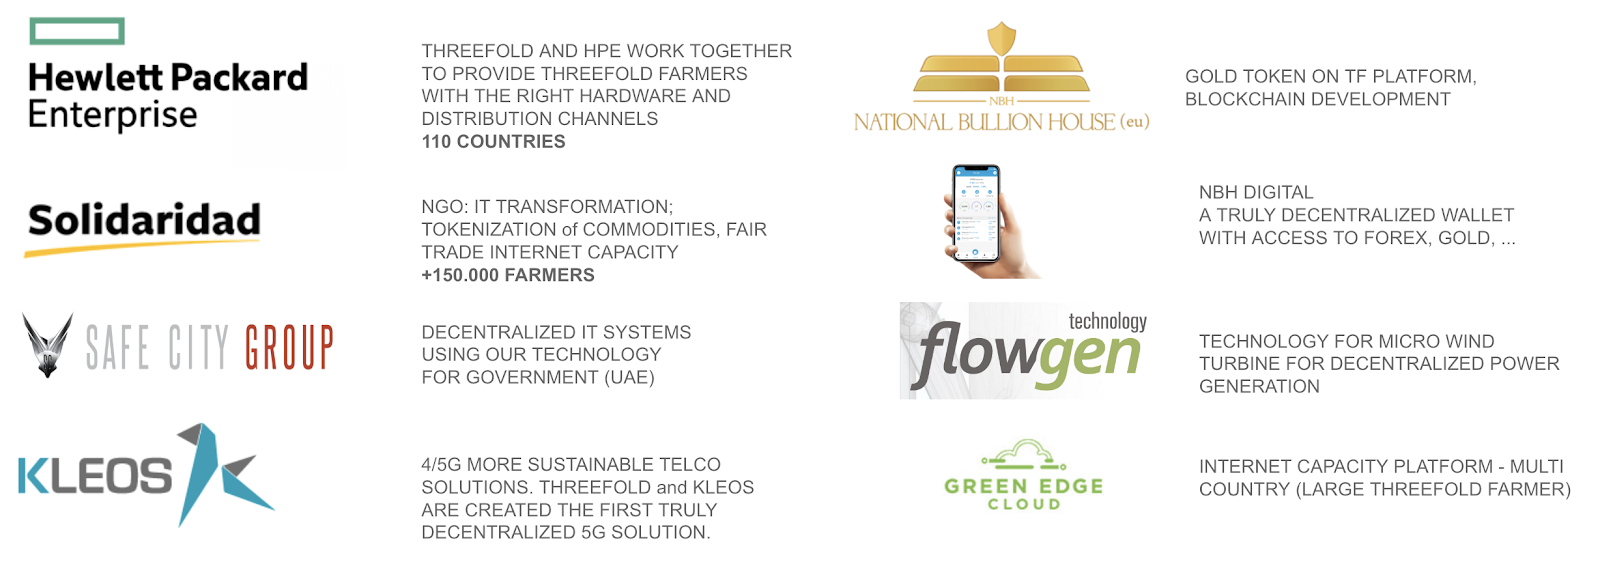 Hewlett Packard
Enterprise
THREEFOLD AND HPE WORK TOGETHER
TO PROVIDE THREEFOLD FARMERS
WITH THE RIGHT HARDWARE AND
DISTRIBUTION CHANNELS
110 COUNTRIES
Solidaridad
NGO: IT TRANSFORMATION;
TOKENIZATION of COMMODITIES, FAIR
TRADE INTERNET CAPACITY
+150.000 FARMERS
SAFE CITY GROUP
DECENTRALIZED IT SYSTEMS
USING OUR TECHNOLOGY
FOR GOVERNMENT (UAE)
KLEOS
4/5G MORE SUSTAINABLE TELCO
SOLUTIONS. THREEFOLD and KLEOS
ARE CREATED THE FIRST TRULY
DECENTRALIZED 5G SOLUTION.
NBH
NATIONAL BULLION HOUSE (eu)
GOLD TOKEN ON TF PLATFORM,
BLOCKCHAIN DEVELOPMENT
NBH DIGITAL
A TRULY DECENTRALIZED WALLET
WITH ACCESS TO FOREX, GOLD, ...
technology
flowgen
TECHNOLOGY FOR MICRO WIND
TURBINE FOR DECENTRALIZED POWER
GENERATION
GREEN EDGE
CLOUD
INTERNET CAPACITY PLATFORM - MULTI
COUNTRY (LARGE THREEFOLD FARMER)